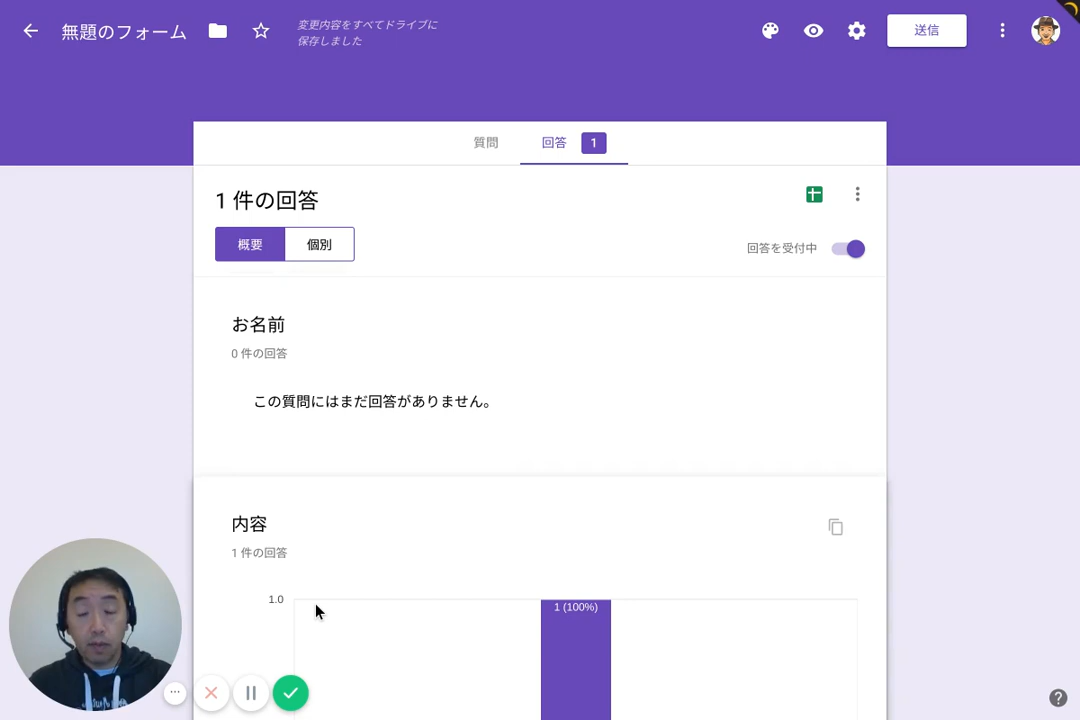 無題のフォーム
変更内容をすべてドライブに
保存しました
送信
質問
回答
1
1 件の回答
概要
個別
回答を受付中
お名前
0 件の回答
この質問にはまだ回答がありません。
内容
1 件の回答
1.0
1 (100%)